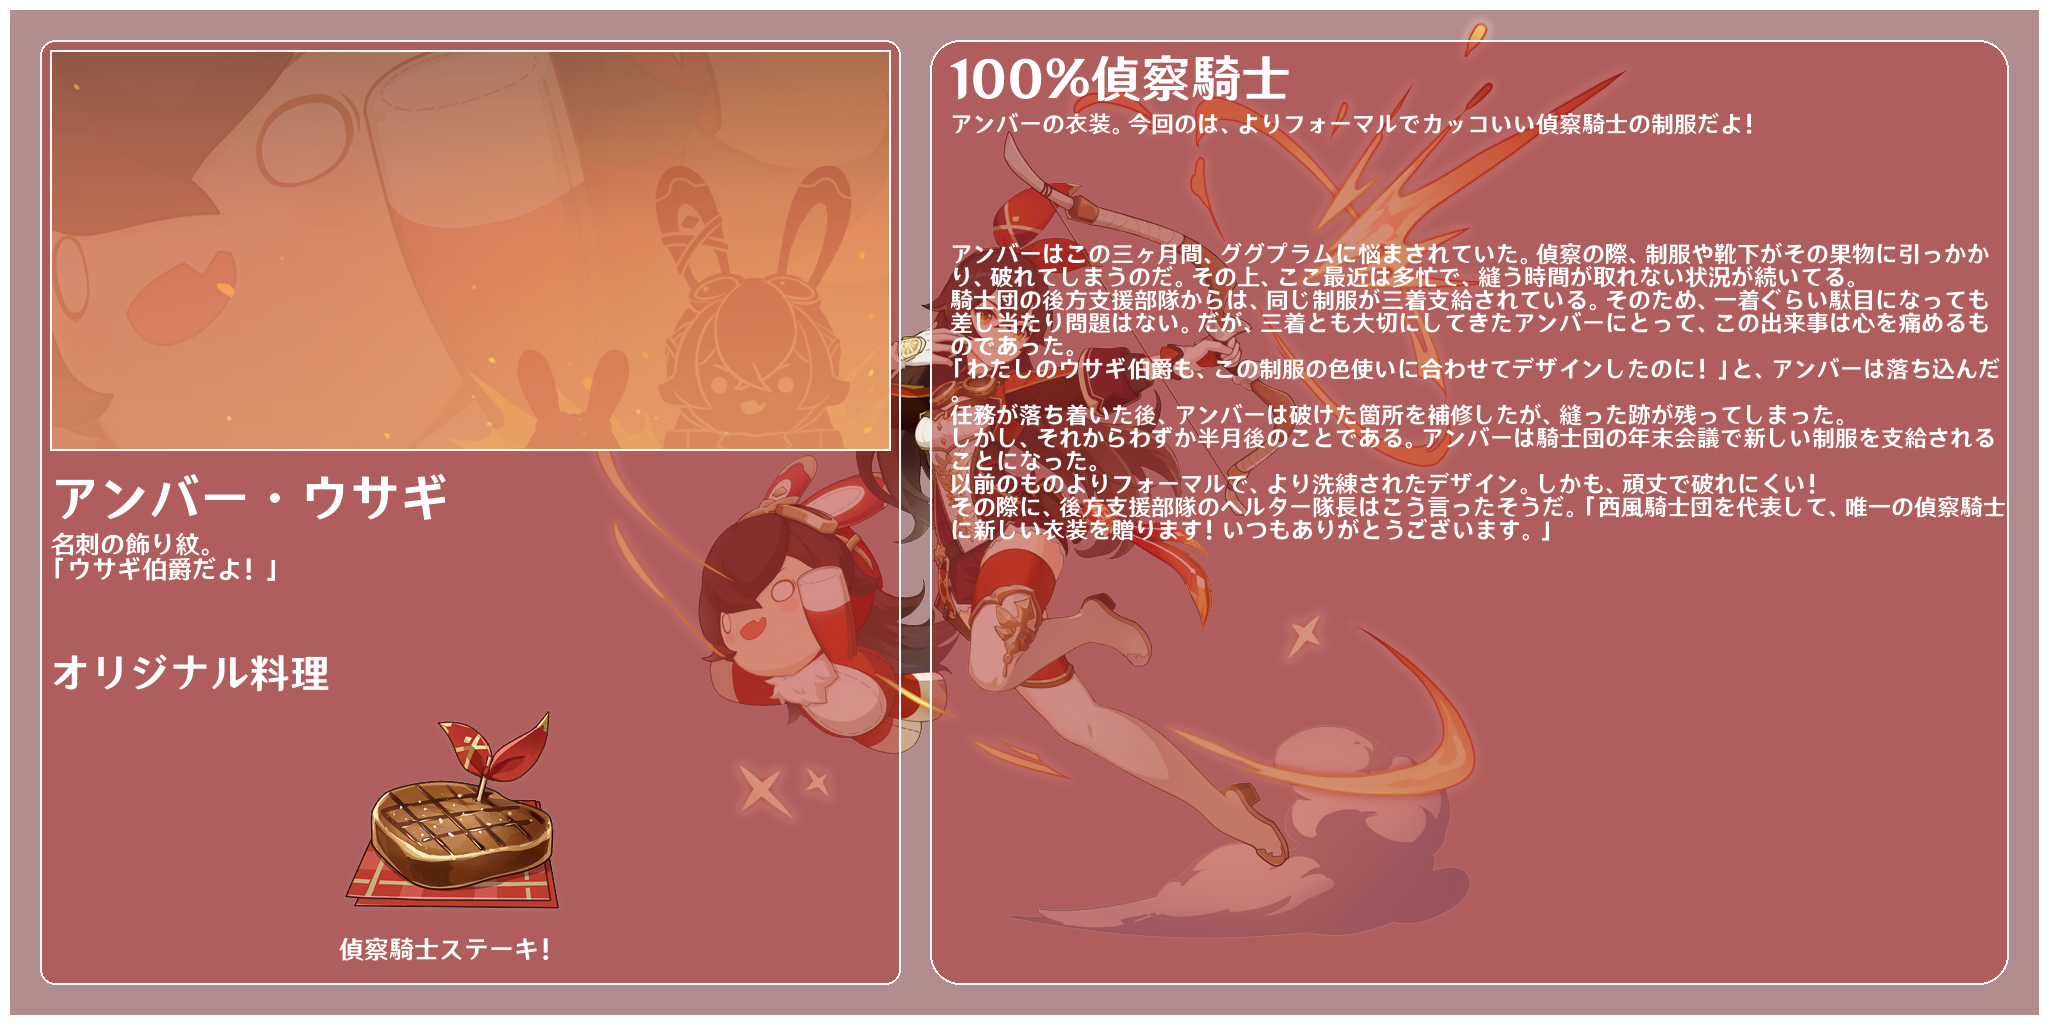 アンバー・ウサギ
名刺の飾り紋。
「ウサギ伯爵だよ！」
オリジナル料理
偵察騎士ステーキ！
100%偵察騎士
アンバーの衣装。今回のは、よりフォーマルでカッコいい偵察騎士の制服だよ！
アンバーはこの三ヶ月間、ググプラムに悩まされていた。偵察の際、制服や靴下がその果物に引っかか
り、破れてしまうのだ。その上、ここ最近は多忙で、縫う時間が取れない状況が続いてる。
騎士団の後方支援部隊からは、同じ制服が三着支給されている。そのため、一着ぐらい駄目になっても
差し当たり問題はない。だが、三着とも大切にしてきたアンバーにとって、この出来事は心を痛めるも
のであった。
「わたしのウサギ伯爵も、この制服の色使いに合わせてデザインしたのに！」と、アンバーは落ち込んだ
。
任務が落ち着いた後、アンバーは破けた箇所を補修したが、縫った跡が残ってしまった。
しかし、それからわずか半月後のことである。アンバーは騎士団の年末会議で新しい制服を支給される
ことになった。
以前のものよりフォーマルで、より洗練されたデザイン。しかも、頑丈で破れにくい！
その際に、後方支援部隊のヘルター隊長はこう言ったそうだ。「西風騎士団を代表して、唯一の偵察騎士
に新しい衣装を贈ります！いつもありがとうございます。」